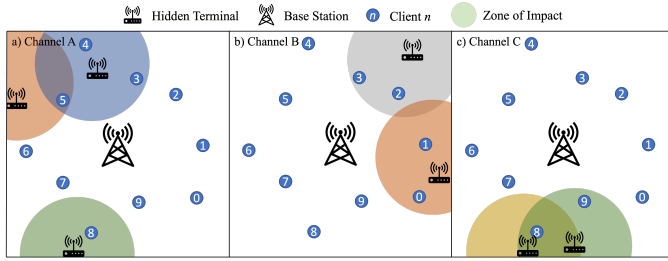 Hidden Terminal Base Station n Client n Zone of Impact
a) Channel A 4 3 2 5 1 6 7 9 0 8
b) Channel B 4 3 2 5 1 6 7 9 0 8
c) Channel C 4 3 2 5 1 6 7 9 0 8